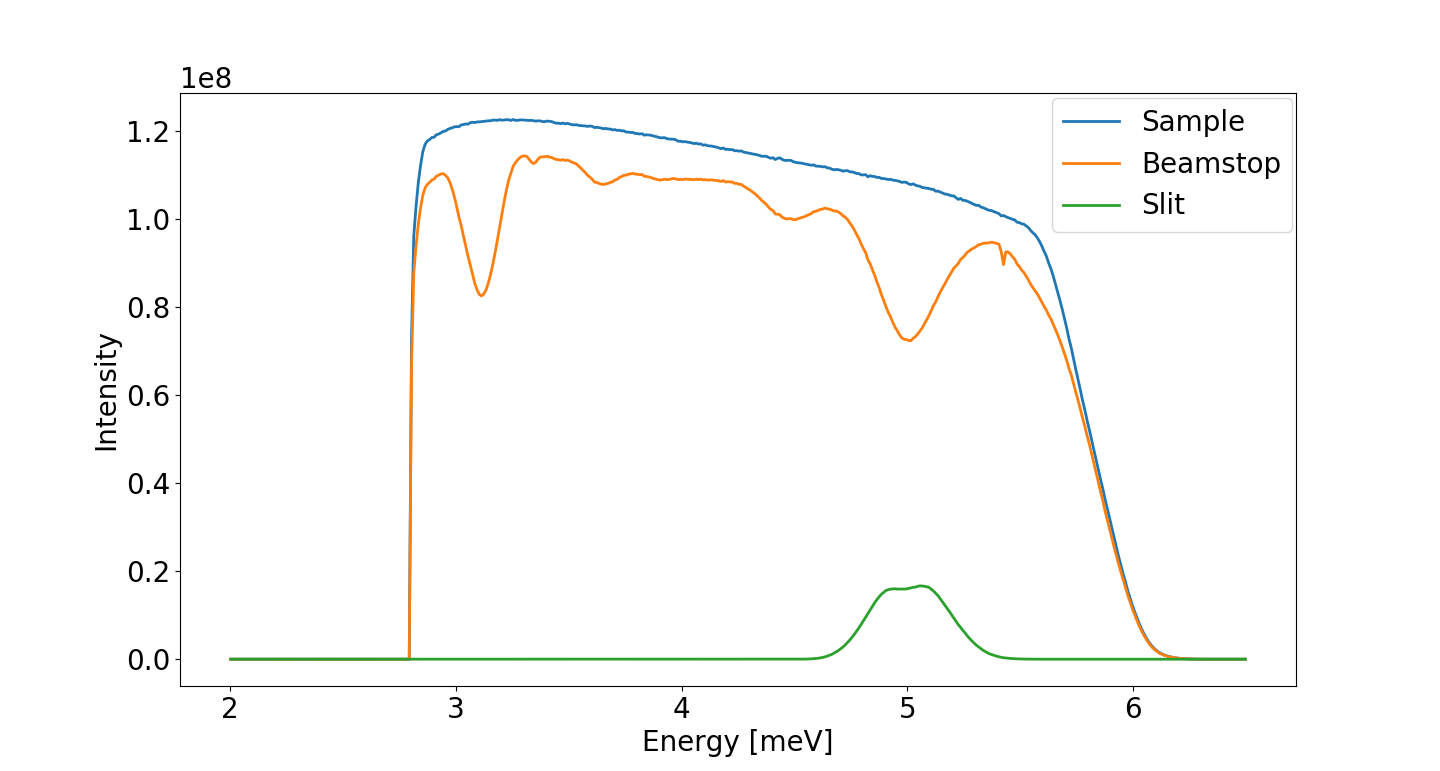 1e8
1.2
1.0
0.8
0.6
0.4
0.2
0.0
Intensity
2 3 4 5 6
Energy [meV]
Sample
Beamstop
Slit